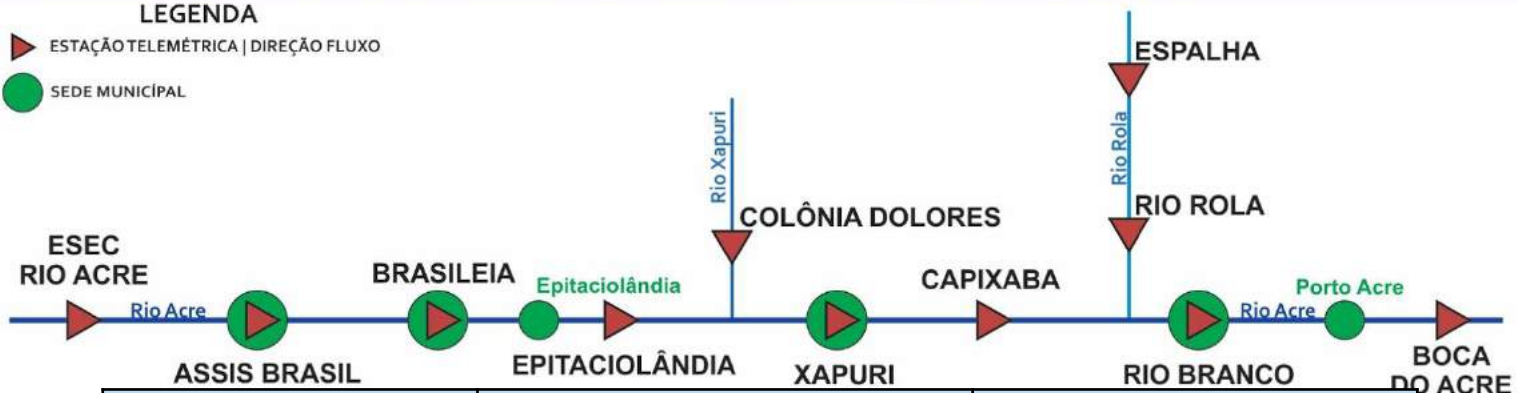 LEGENDA
ESTAÇÃO TELEMÉTRICA | DIREÇÃO FLUXO
SEDE MUNICÍPAL
ESPALHA
Rio Xapuri
Rio Rola
RIO ROLA
COLÔNIA DOLORES
ESEC
RIO ACRE
BRASILEIA
Epitaciolândia
CAPIXABA
Porto Acre
Rio Acre
Rio Acre
ASSIS BRASIL
EPITACIOLÂNDIA
XAPURI
RIO BRANCO
BOCA
DO ACRE